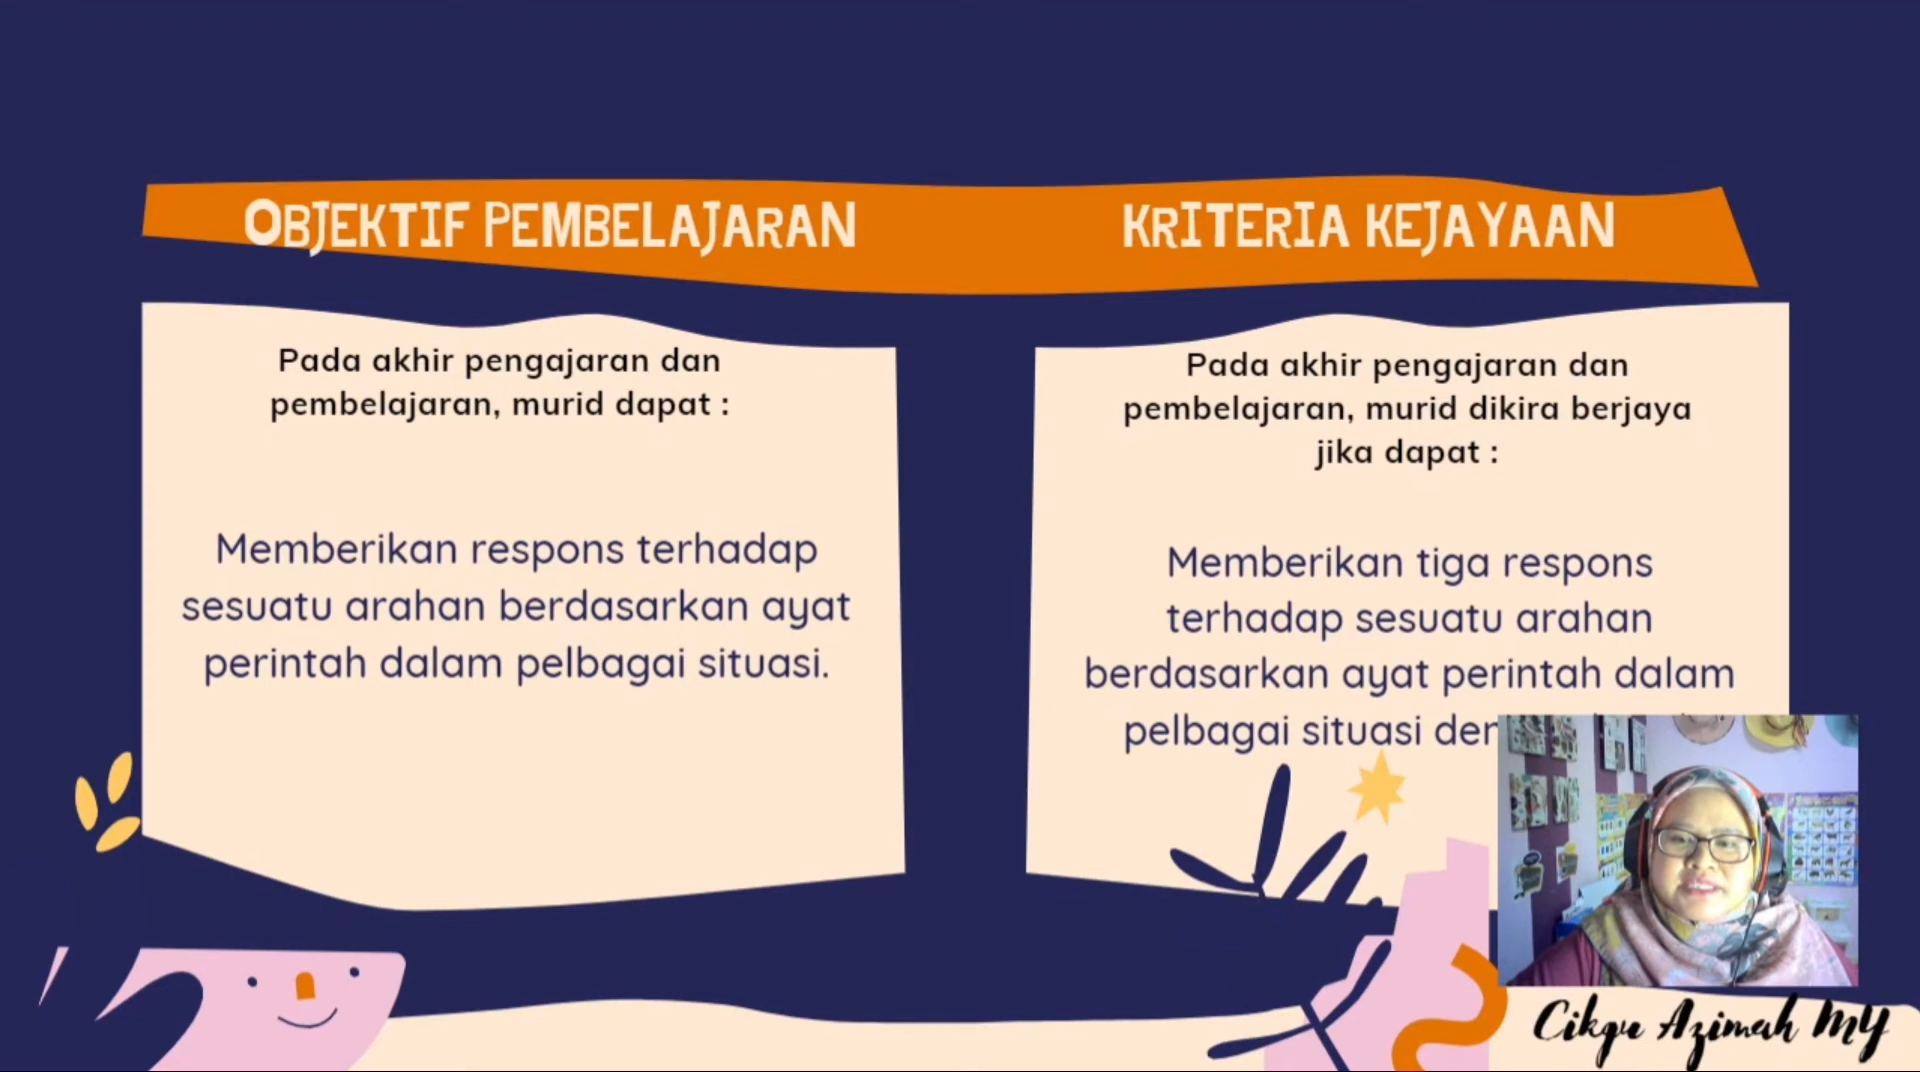 OBJEKTIF PEMBELAJARAN
Pada akhir pengajaran dan
pembelajaran, murid dapat :
Memberikan respons terhadap
sesuatu arahan berdasarkan ayat
perintah dalam pelbagai situasi.
KRITERIA KEJAYAAN
Pada akhir pengajaran dan
pembelajaran, murid dikira berjaya
jika dapat :
Memberikan tiga respons
terhadap sesuatu arahan
berdasarkan ayat perintah dalam
pelbagai situasi
Cikgu Azimah MY